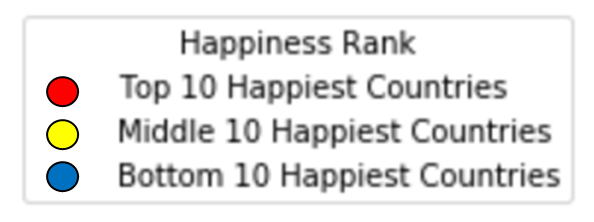 Happiness Rank
Top 10 Happiest Countries
Middle 10 Happiest Countries
Bottom 10 Happiest Countries